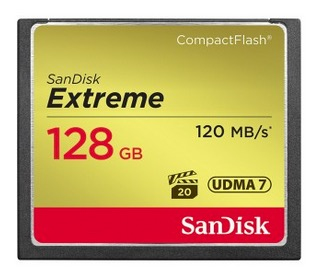 CompactFlash®
SanDisk
Extreme
128 GB
120 MB/s*
20
UDMA 7
SanDisk